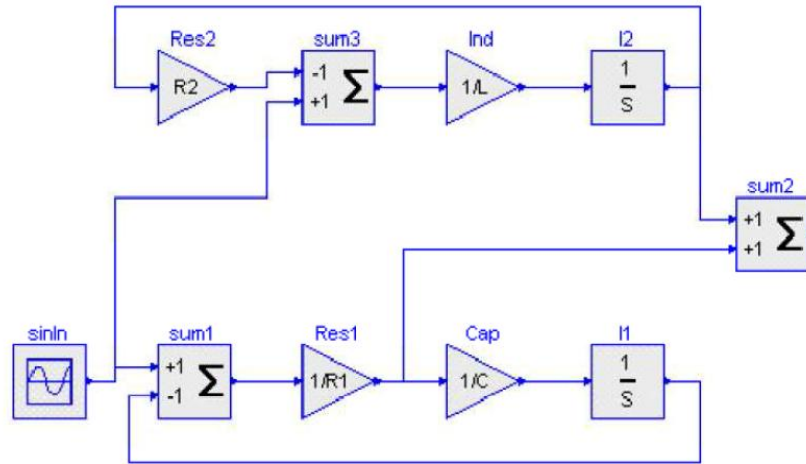 Res2
sum3
Ind
I2
R2
-1
+1
Σ
1/L
1
S
sum2
+1
+1
Σ
sinIn
sum1
Res1
Cap
I1
+1
-1
Σ
1/R1
1/C
1
S